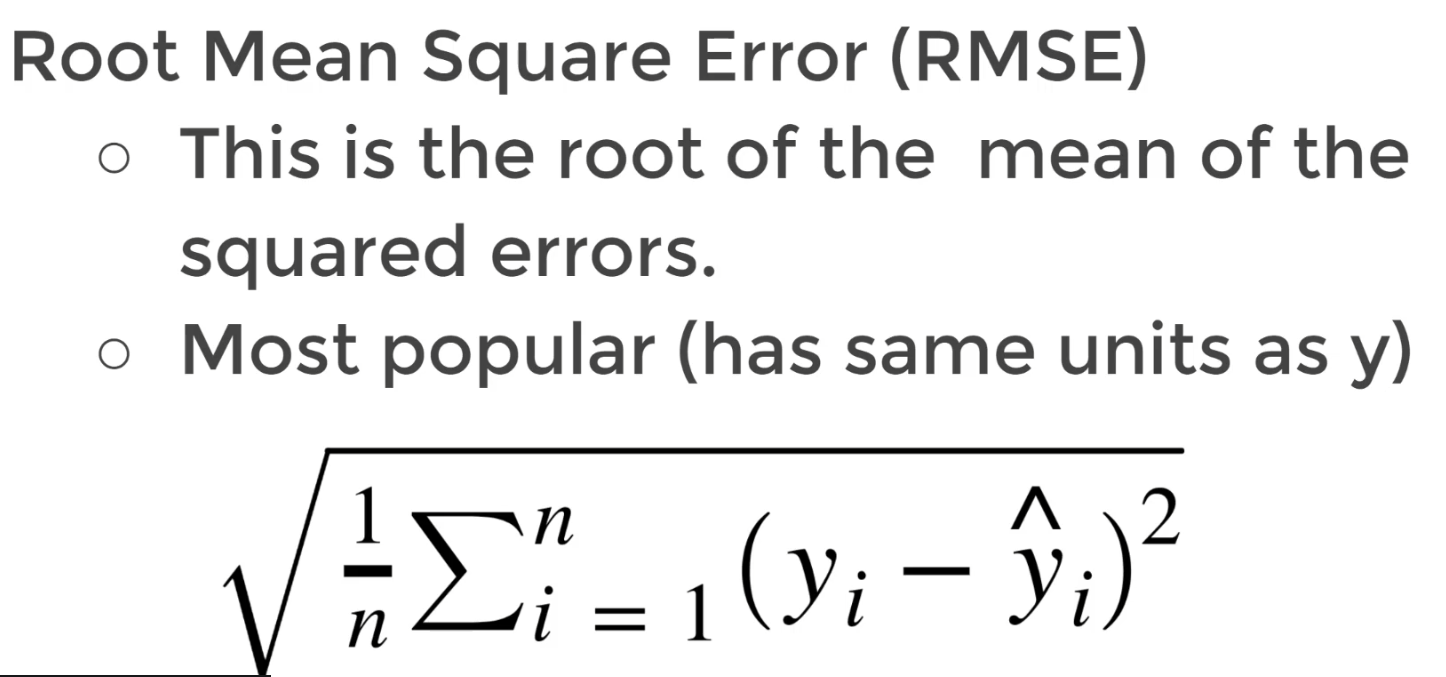 Root Mean Square Error (RMSE)
○ This is the root of the mean of the
squared errors.
○ Most popular (has same units as y)
√(1/n ∑ⁿᵢ₌₁ (yᵢ − ŷᵢ)²)